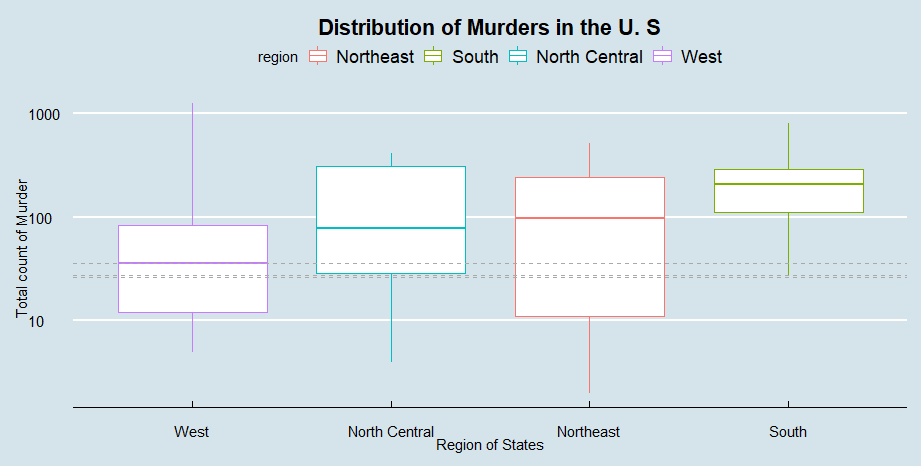 Distribution of Murders in the U. S
region Northeast South North Central West
1000
100
10
Total count of Murder
West North Central Northeast South
Region of States